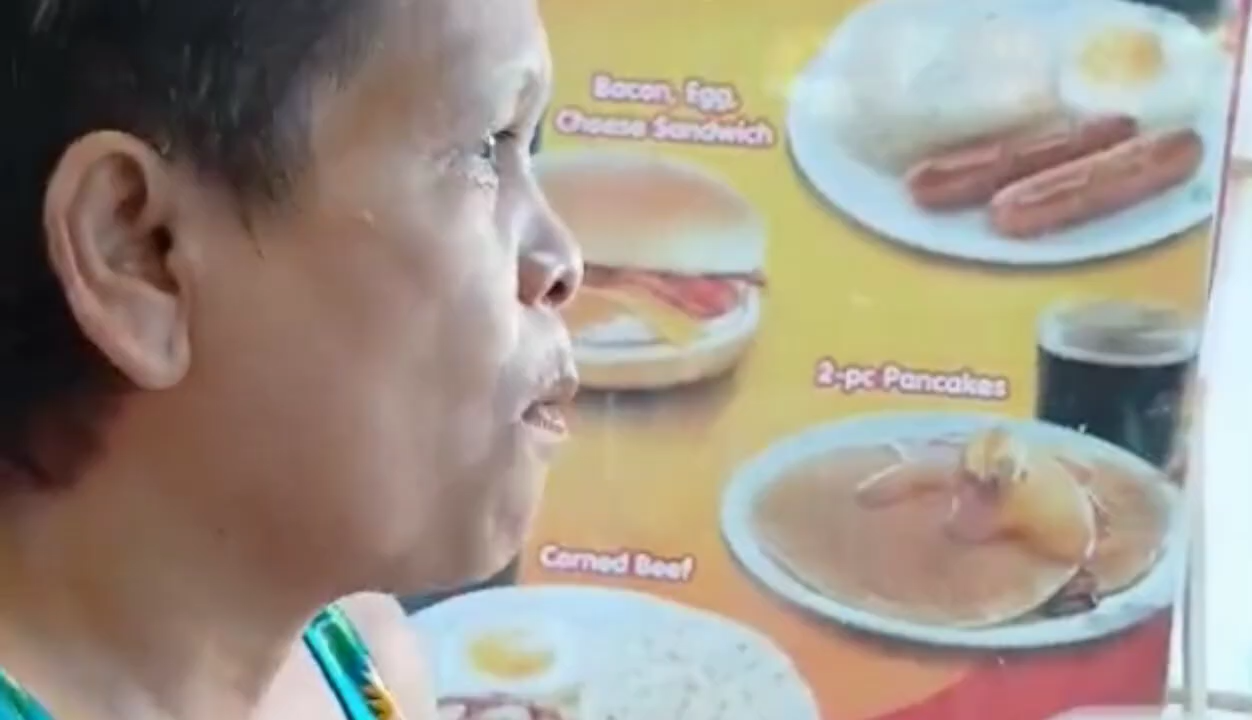 Bacon, Egg,
Cheese Sandwich
2-pc Pancakes
Corned Beef